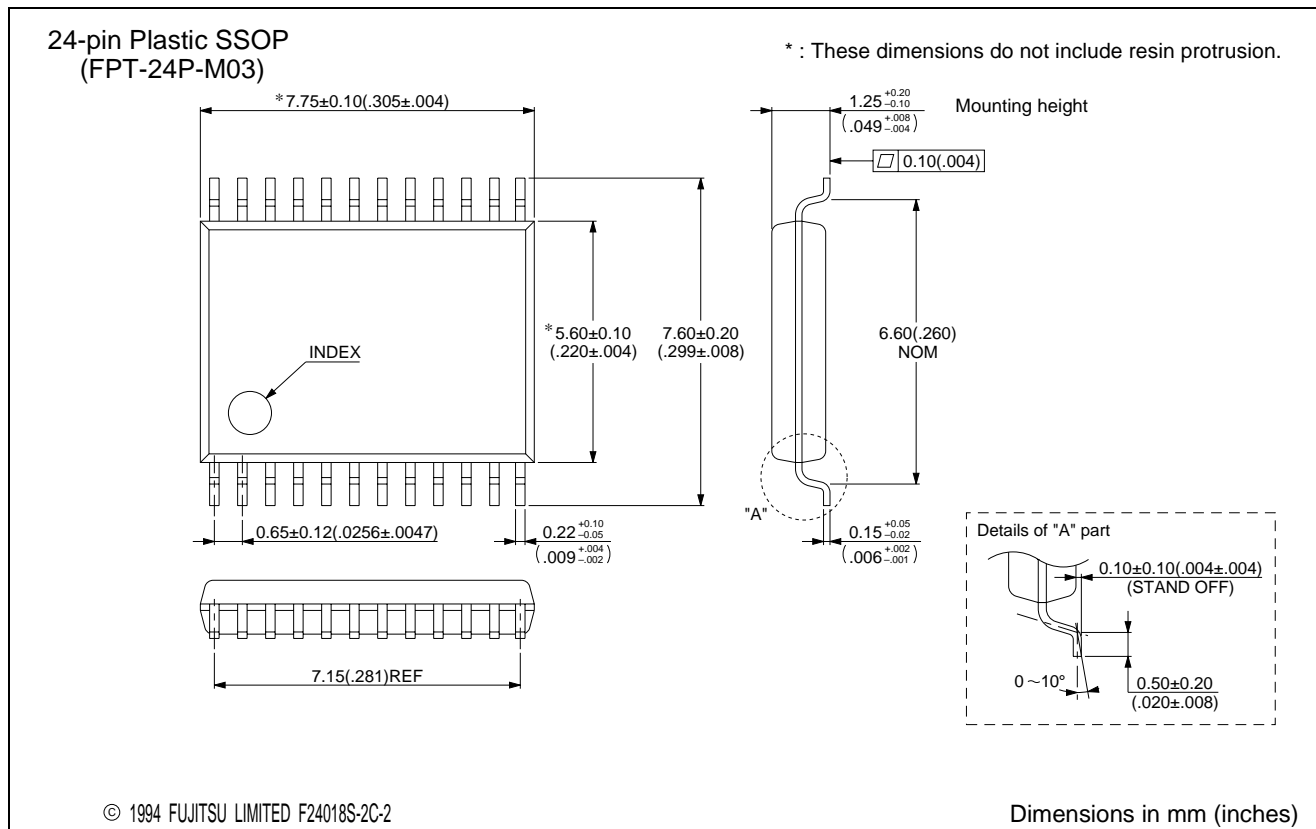 24-pin Plastic SSOP
(FPT-24P-M03)
* : These dimensions do not include resin protrusion.
*7.75±0.10(.305±.004)
1.25 +0.20 –0.10
(.049 +.008 –.004)
Mounting height
0.10(.004)
INDEX
*5.60±0.10
(.220±.004)
7.60±0.20
(.299±.008)
6.60(.260)
NOM
"A"
0.65±0.12(.0256±.0047)
0.22 +0.10 –0.05
(.009 +.004 –.002)
0.15 +0.05 –0.02
(.006 +.002 –.001)
Details of "A" part
0.10±0.10(.004±.004)
(STAND OFF)
0 ~10°
0.50±0.20
(.020±.008)
7.15(.281)REF
© 1994 FUJITSU LIMITED F24018S-2C-2
Dimensions in mm (inches)